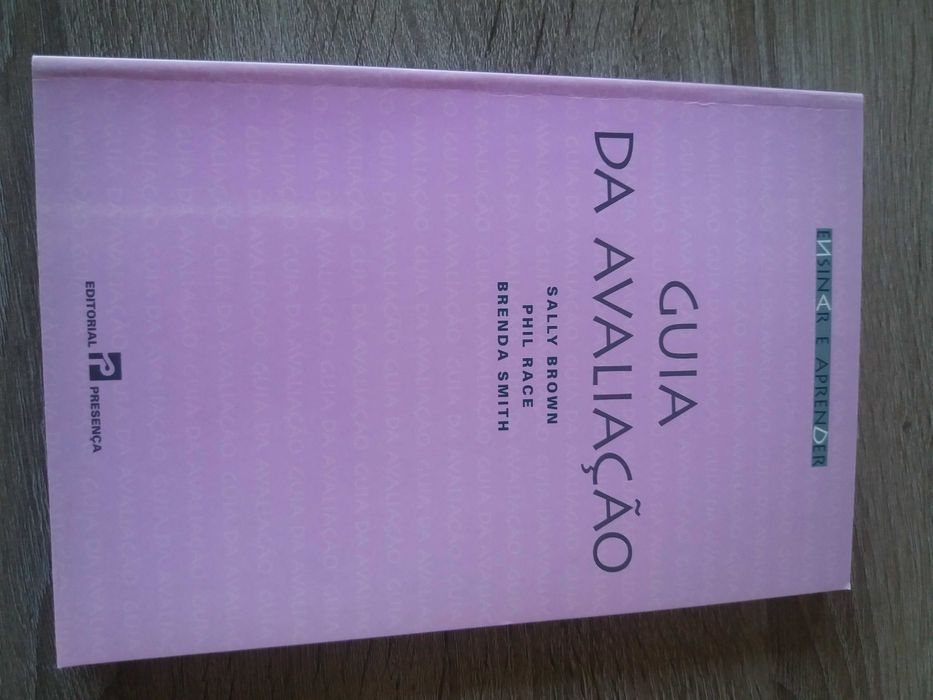 ENSINAR E APRENDER
GUIA
DA AVALIAÇÃO
SALLY BROWN
PHIL RACE
BRENDA SMITH
EDITORIAL PRESENÇA